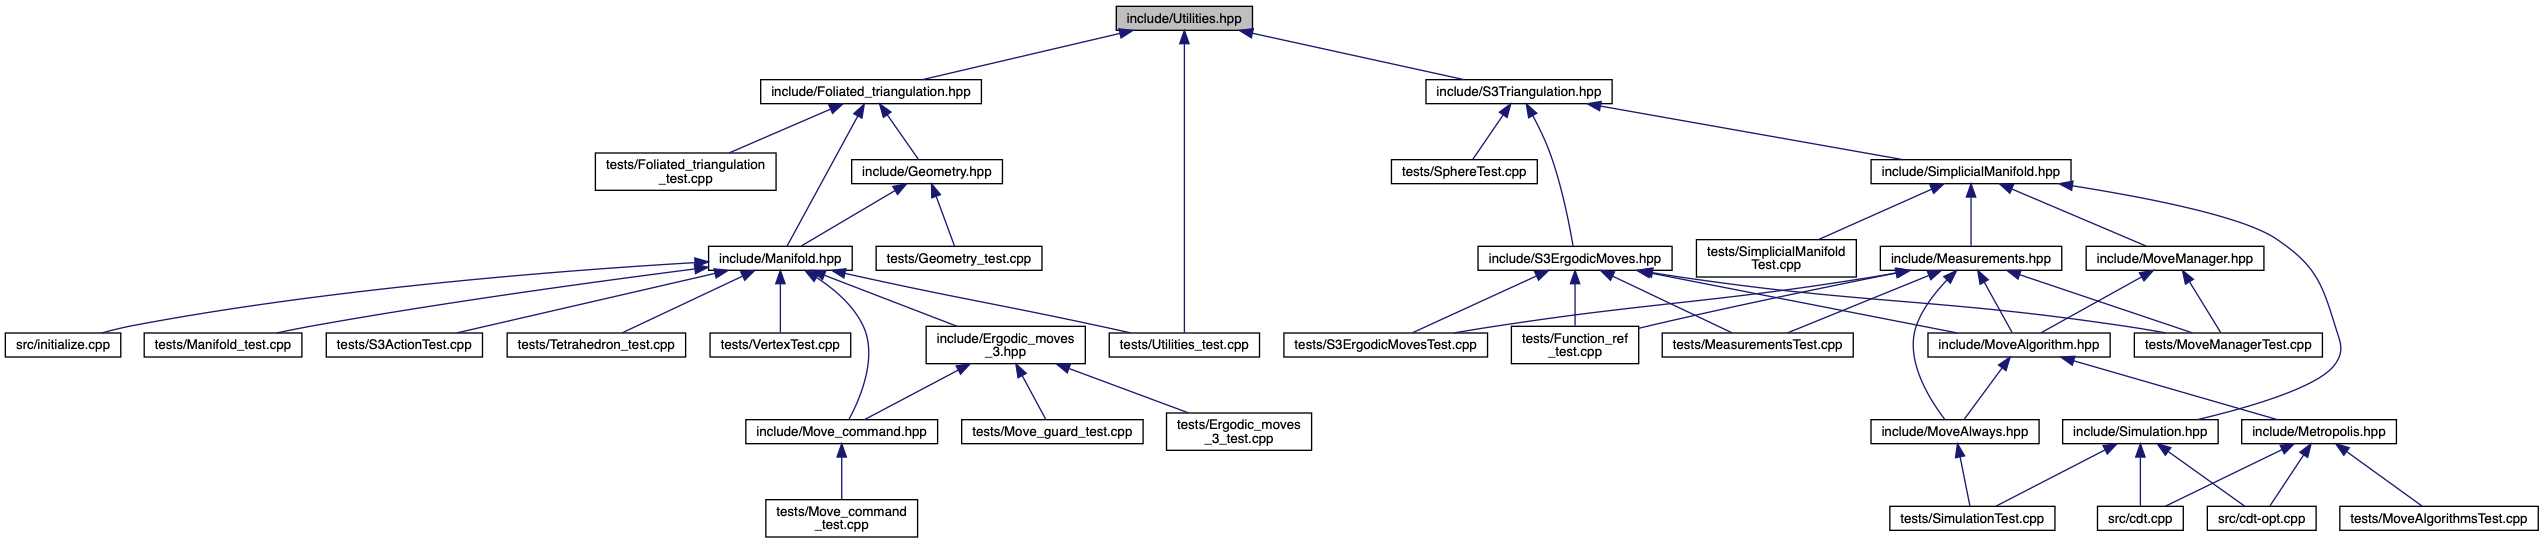 include/Utilities.hpp
include/Foliated_triangulation.hpp
include/S3Triangulation.hpp
tests/Foliated_triangulation
_test.cpp
include/Geometry.hpp
tests/SphereTest.cpp
include/SimplicialManifold.hpp
include/Manifold.hpp
tests/Geometry_test.cpp
include/S3ErgodicMoves.hpp
tests/SimplicialManifold
Test.cpp
include/Measurements.hpp
include/MoveManager.hpp
src/initialize.cpp
tests/Manifold_test.cpp
tests/S3ActionTest.cpp
tests/Tetrahedron_test.cpp
tests/VertexTest.cpp
include/Ergodic_moves
_3.hpp
tests/Utilities_test.cpp
tests/S3ErgodicMovesTest.cpp
tests/Function_ref
_test.cpp
tests/MeasurementsTest.cpp
include/MoveAlgorithm.hpp
tests/MoveManagerTest.cpp
include/Move_command.hpp
tests/Move_guard_test.cpp
tests/Ergodic_moves
_3_test.cpp
include/MoveAlways.hpp
include/Simulation.hpp
include/Metropolis.hpp
tests/Move_command
_test.cpp
tests/SimulationTest.cpp
src/cdt.cpp
src/cdt-opt.cpp
tests/MoveAlgorithmsTest.cpp